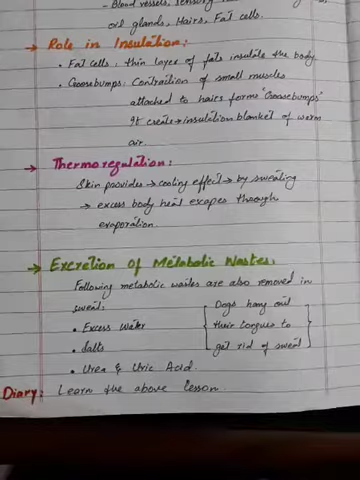 - Blood vessels, sensory
oil glands, Hairs, Fat cells.
→ Role in Insulation:
• Fat cells: thin layer of fats insulate the body.
• Goosebumps: Contraction of small muscles
attached to hairs forms "Goosebumps"
It create → insulation blanket of warm
air.
→ Thermoregulation:
Skin provides → cooling effect → by sweating
→ excess body heat escapes through
evaporation.
→ Excretion of Metabolic Wastes:
Following metabolic wastes are also removed in
sweat;
• Excess Water
• Salts
• Urea & Uric Acid.
[Dogs hang out
their tongues to
get rid of sweat]
Diary: Learn the above lesson.